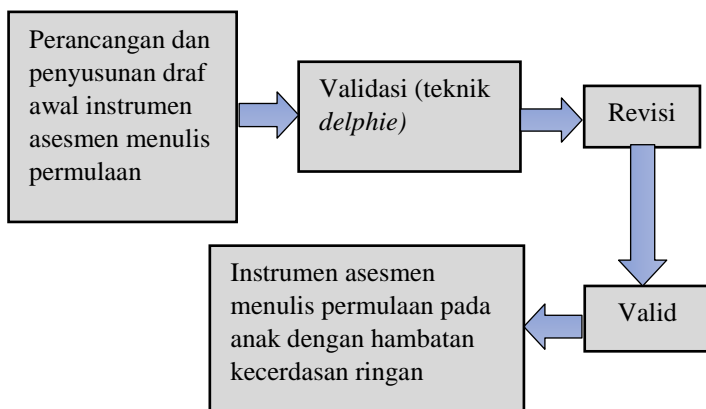 Perancangan dan
penyusunan draf
awal instrumen
asesmen menulis
permulaan
Validasi (teknik
delphie)
Revisi
Valid
Instrumen asesmen
menulis permulaan pada
anak dengan hambatan
kecerdasan ringan